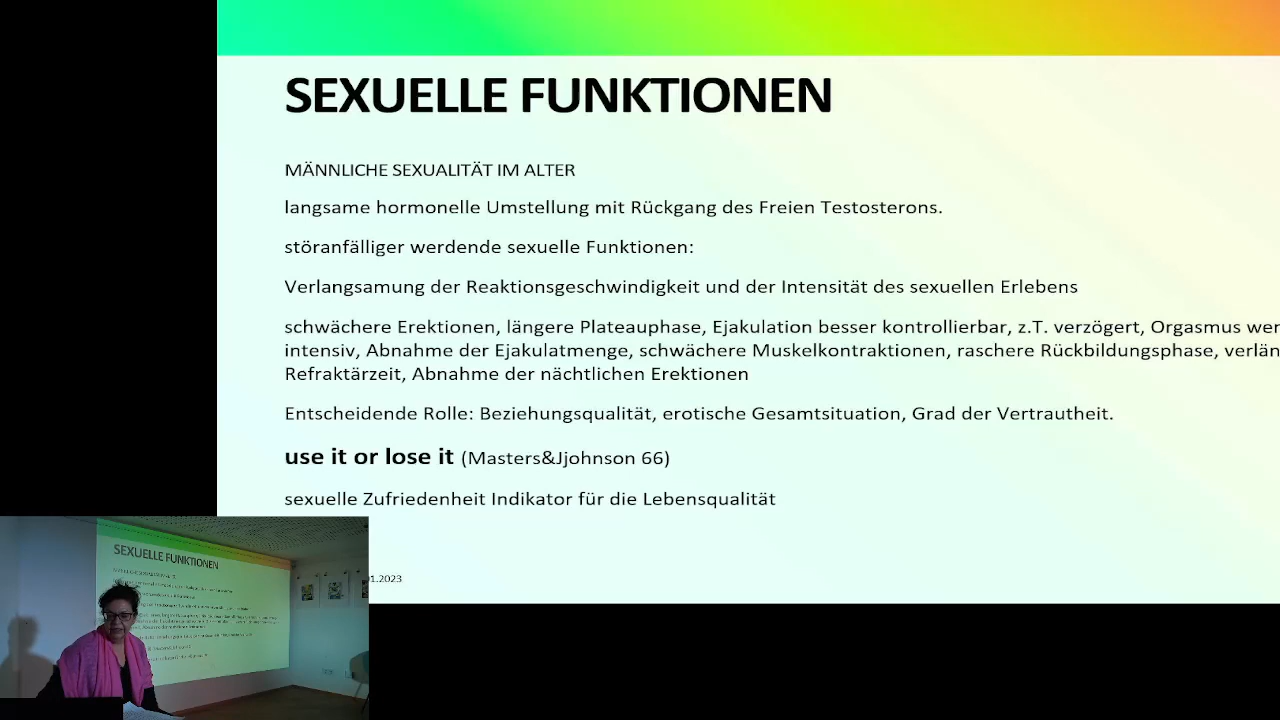 SEXUELLE FUNKTIONEN
MÄNNLICHE SEXUALITÄT IM ALTER
langsame hormonelle Umstellung mit Rückgang des Freien Testosterons.
störanfälliger werdende sexuelle Funktionen:
Verlangsamung der Reaktionsgeschwindigkeit und der Intensität des sexuellen Erlebens
schwächere Erektionen, längere Plateauphase, Ejakulation besser kontrollierbar, z.T. verzögert, Orgasmus wer
intensiv, Abnahme der Ejakulatmenge, schwächere Muskelkontraktionen, raschere Rückbildungsphase, verlän
Refraktärzeit, Abnahme der nächtlichen Erektionen
Entscheidende Rolle: Beziehungsqualität, erotische Gesamtsituation, Grad der Vertrautheit.
use it or lose it (Masters&Jjohnson 66)
sexuelle Zufriedenheit Indikator für die Lebensqualität
01.2023
SEXUELLE FUNKTIONEN